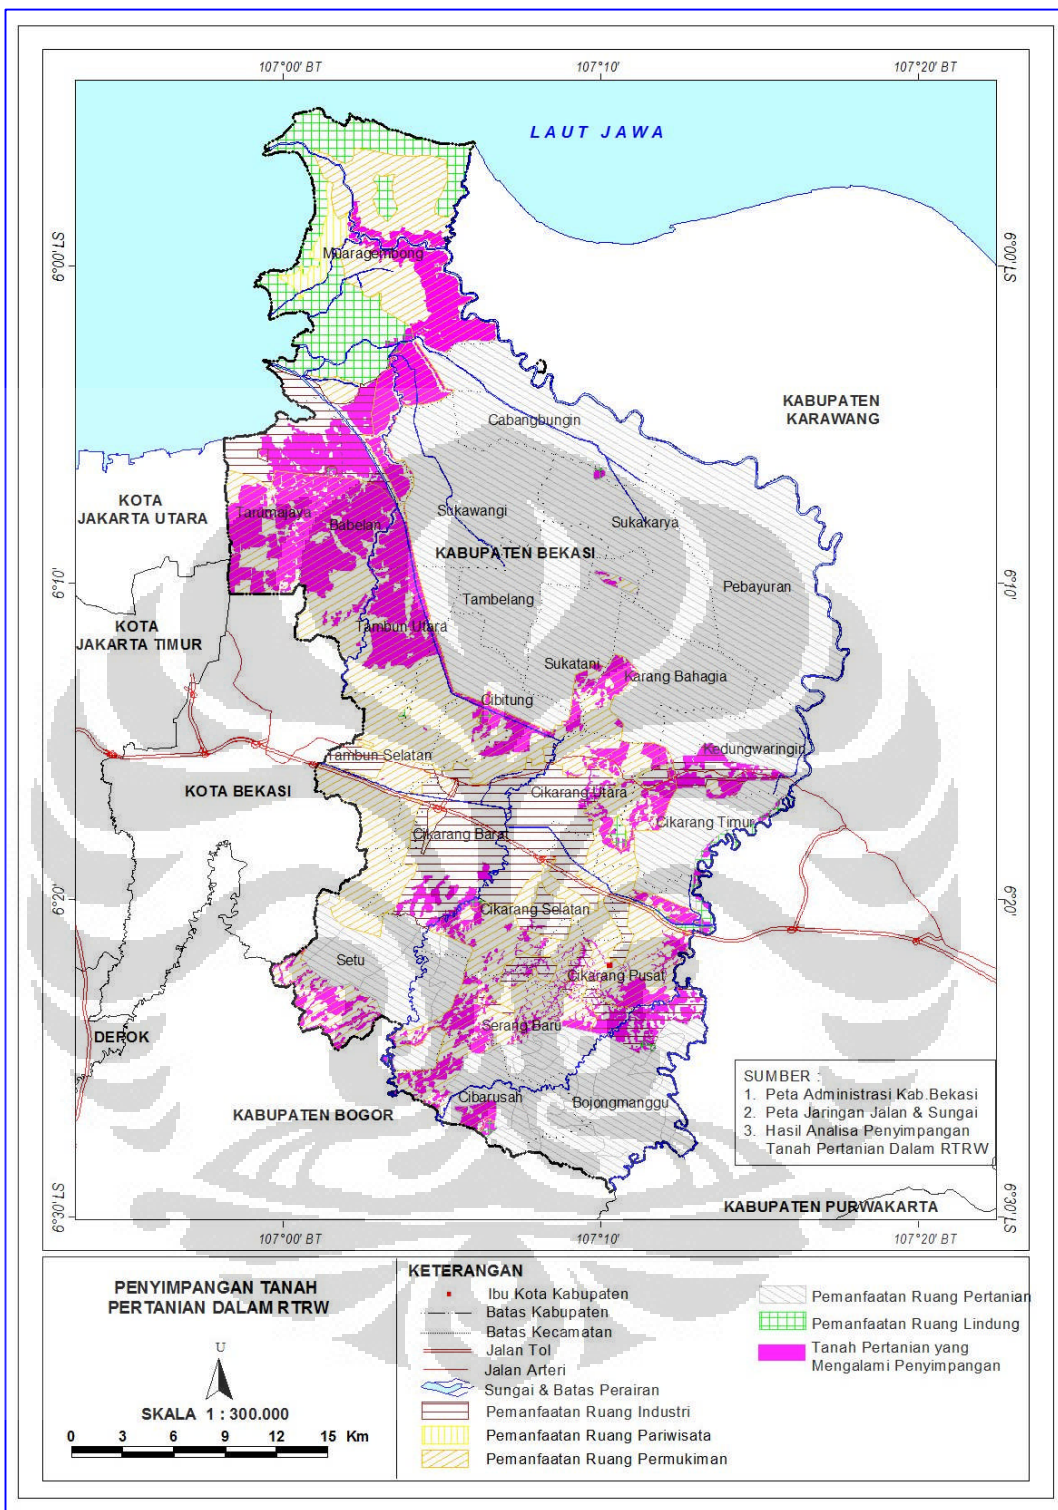 107°00' BT
107°10'
107°20' BT
LAUT JAWA
6°00' LS
6°00' LS
Muaragembong
KABUPATEN
KARAWANG
Cabangbungin
KOTA
JAKARTA UTARA
Tarumajaya
Babelan
Sukawangi
Sukakarya
KABUPATEN BEKASI
6°10'
6°10'
Pebayuran
Tambelang
KOTA
JAKARTA TIMUR
Tambun Utara
Sukatani
Karang Bahagia
Cibitung
Tambun Selatan
Kedungwaringin
KOTA BEKASI
Cikarang Utara
Cikarang Timur
Cikarang Barat
6°20'
6°20'
Cikarang Selatan
Setu
Cikarang Pusat
Serang Baru
DEPOK
KABUPATEN BOGOR
Cibarusah
Bojongmanggu
SUMBER :
1. Peta Administrasi Kab.Bekasi
2. Peta Jaringan Jalan & Sungai
3. Hasil Analisa Penyimpangan
Tanah Pertanian Dalam RTRW
KABUPATEN PURWAKARTA
6°30' LS
6°30' LS
107°00' BT
107°10'
107°20' BT
PENYIMPANGAN TANAH
PERTANIAN DALAM RTRW
U
SKALA 1 : 300.000
0 3 6 9 12 15 Km
KETERANGAN
Ibu Kota Kabupaten
Batas Kabupaten
Batas Kecamatan
Jalan Tol
Jalan Arteri
Sungai & Batas Perairan
Pemanfaatan Ruang Industri
Pemanfaatan Ruang Pariwisata
Pemanfaatan Ruang Permukiman
Pemanfaatan Ruang Pertanian
Pemanfaatan Ruang Lindung
Tanah Pertanian yang
Mengalami Penyimpangan